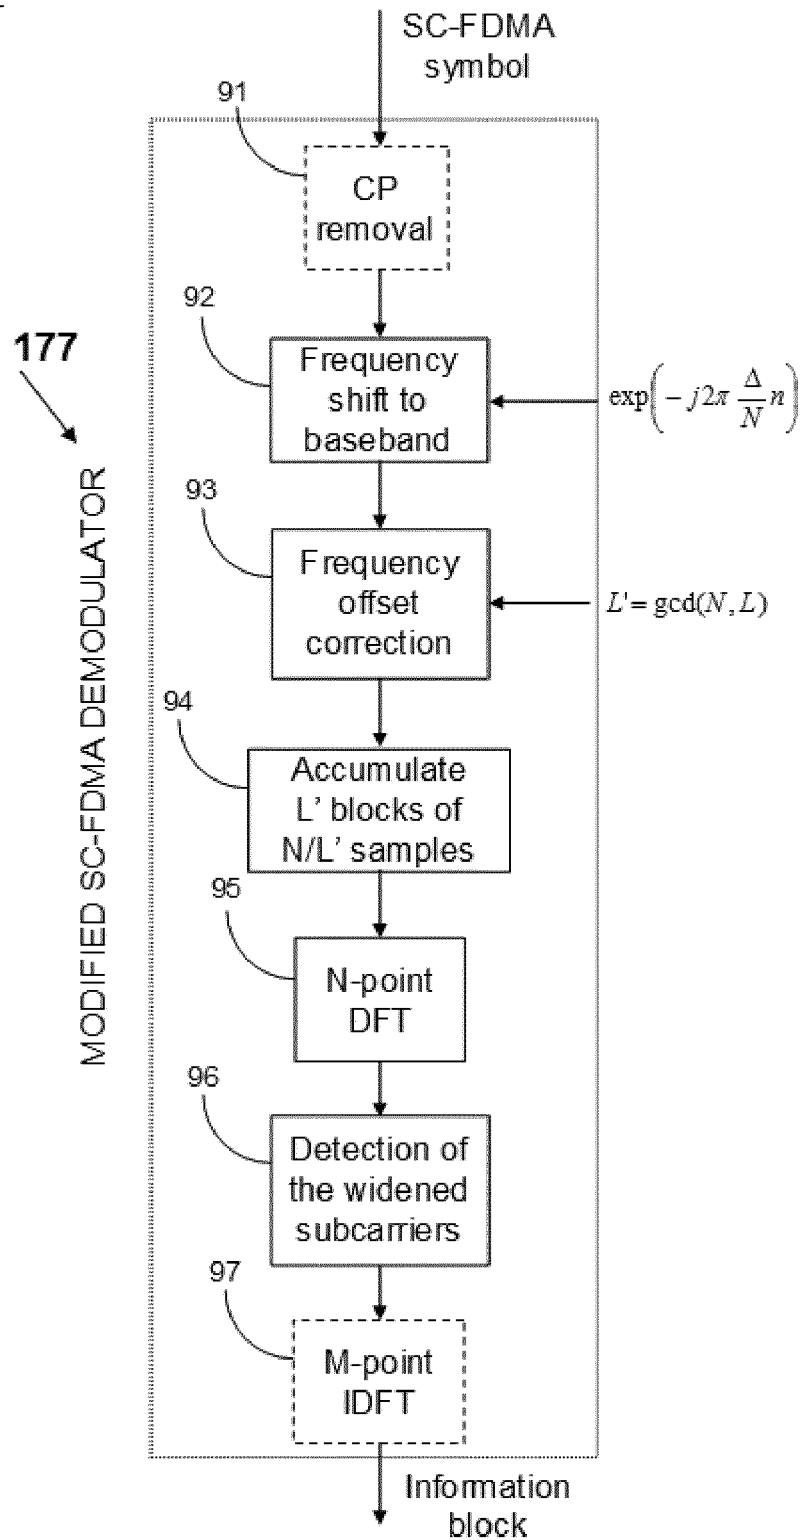 SC-FDMA
symbol
91
CP
removal
92
177
Frequency
shift to
baseband
exp(-j2π Δ/N n)
93
Frequency
offset
correction
L'= gcd(N, L)
MODIFIED SC-FDMA DEMODULATOR
94
Accumulate
L' blocks of
N/L' samples
95
N-point
DFT
96
Detection of
the widened
subcarriers
97
M-point
IDFT
Information
block